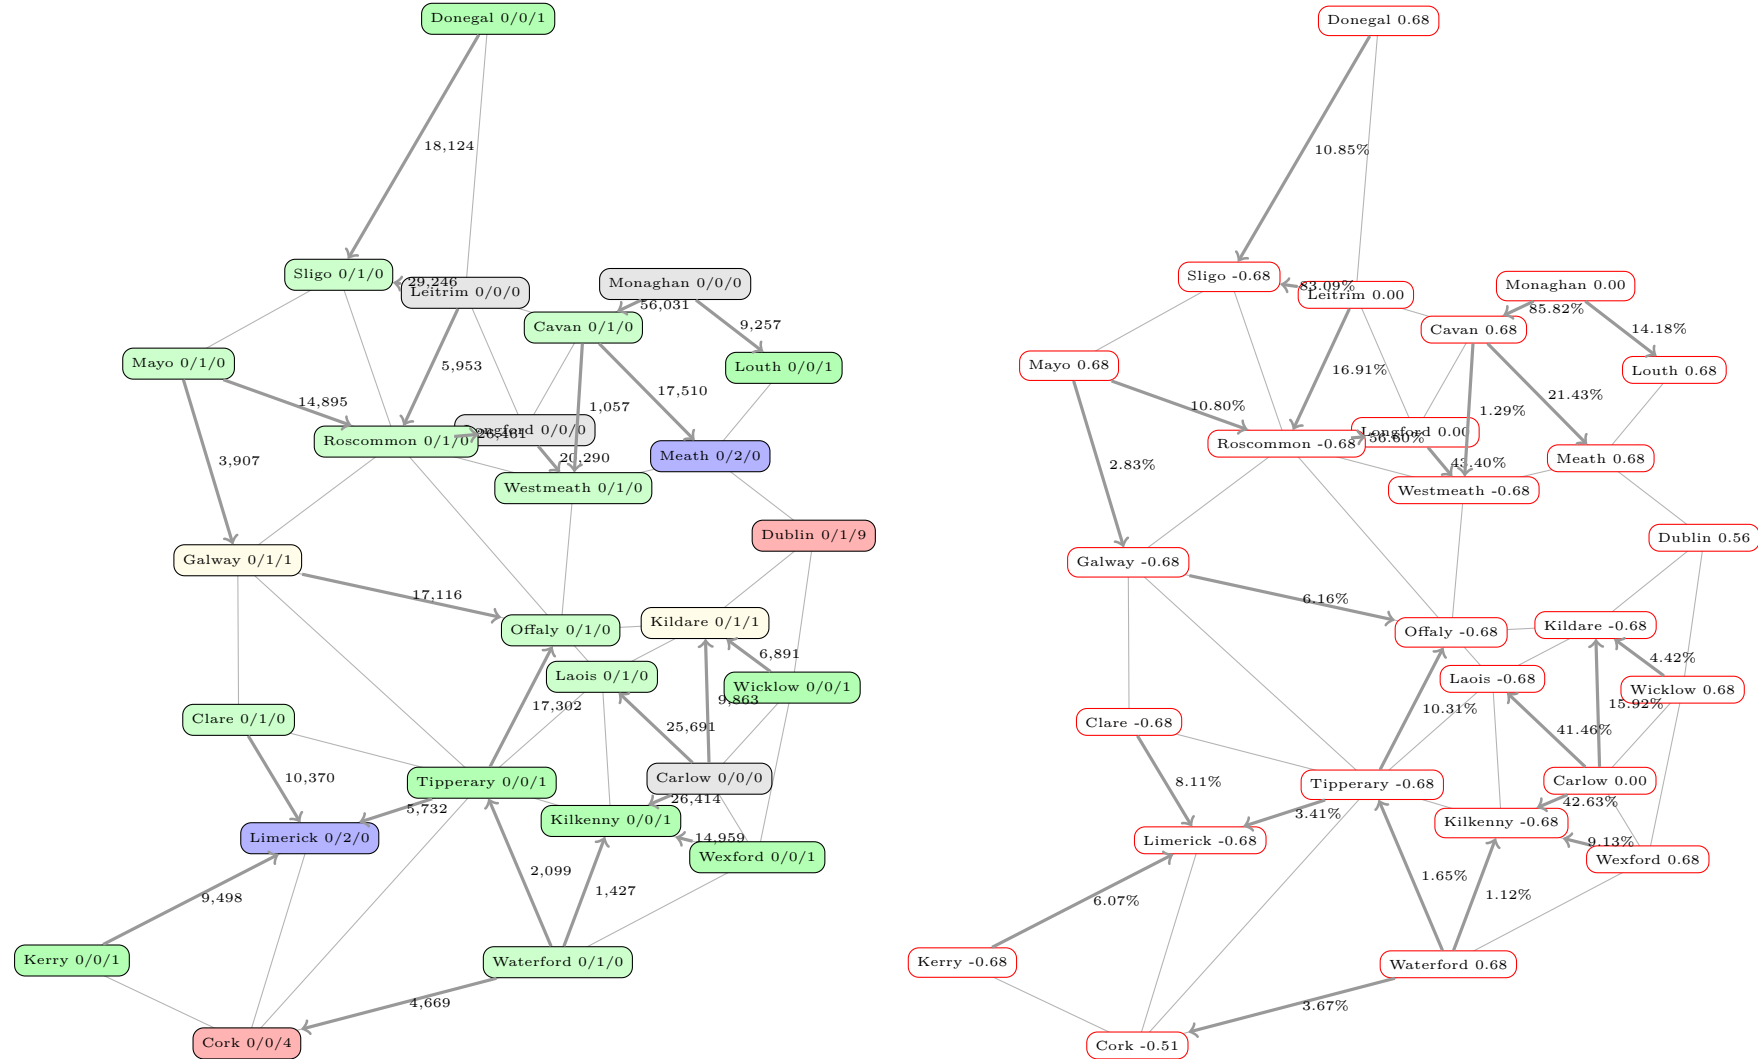 Donegal 0/0/1
18,124
Sligo 0/1/0
29,246
Leitrim 0/0/0
Monaghan 0/0/0
56,031
Cavan 0/1/0
9,257
Mayo 0/1/0
Louth 0/0/1
5,953
17,510
14,895
1,057
Longford 0/0/0
26,461
Roscommon 0/1/0
Meath 0/2/0
3,907
20,290
Westmeath 0/1/0
Dublin 0/1/9
Galway 0/1/1
17,116
Offaly 0/1/0
Kildare 0/1/1
6,891
Laois 0/1/0
Wicklow 0/0/1
9,863
17,302
Clare 0/1/0
25,691
10,370
Tipperary 0/0/1
Carlow 0/0/0
26,414
5,732
Kilkenny 0/0/1
Limerick 0/2/0
14,959
Wexford 0/0/1
2,099
1,427
9,498
Kerry 0/0/1
Waterford 0/1/0
4,669
Cork 0/0/4
Donegal 0.68
10.85%
Sligo -0.68
83.09%
Leitrim 0.00
Monaghan 0.00
85.82%
Cavan 0.68
14.18%
Mayo 0.68
Louth 0.68
16.91%
21.43%
10.80%
1.29%
Longford 0.00
56.60%
Roscommon -0.68
Meath 0.68
2.83%
43.40%
Westmeath -0.68
Dublin 0.56
Galway -0.68
6.16%
Offaly -0.68
Kildare -0.68
4.42%
Laois -0.68
Wicklow 0.68
15.92%
10.31%
Clare -0.68
41.46%
8.11%
Tipperary -0.68
Carlow 0.00
42.63%
3.41%
Kilkenny -0.68
Limerick -0.68
9.13%
Wexford 0.68
1.65%
1.12%
6.07%
Kerry -0.68
Waterford 0.68
3.67%
Cork -0.51